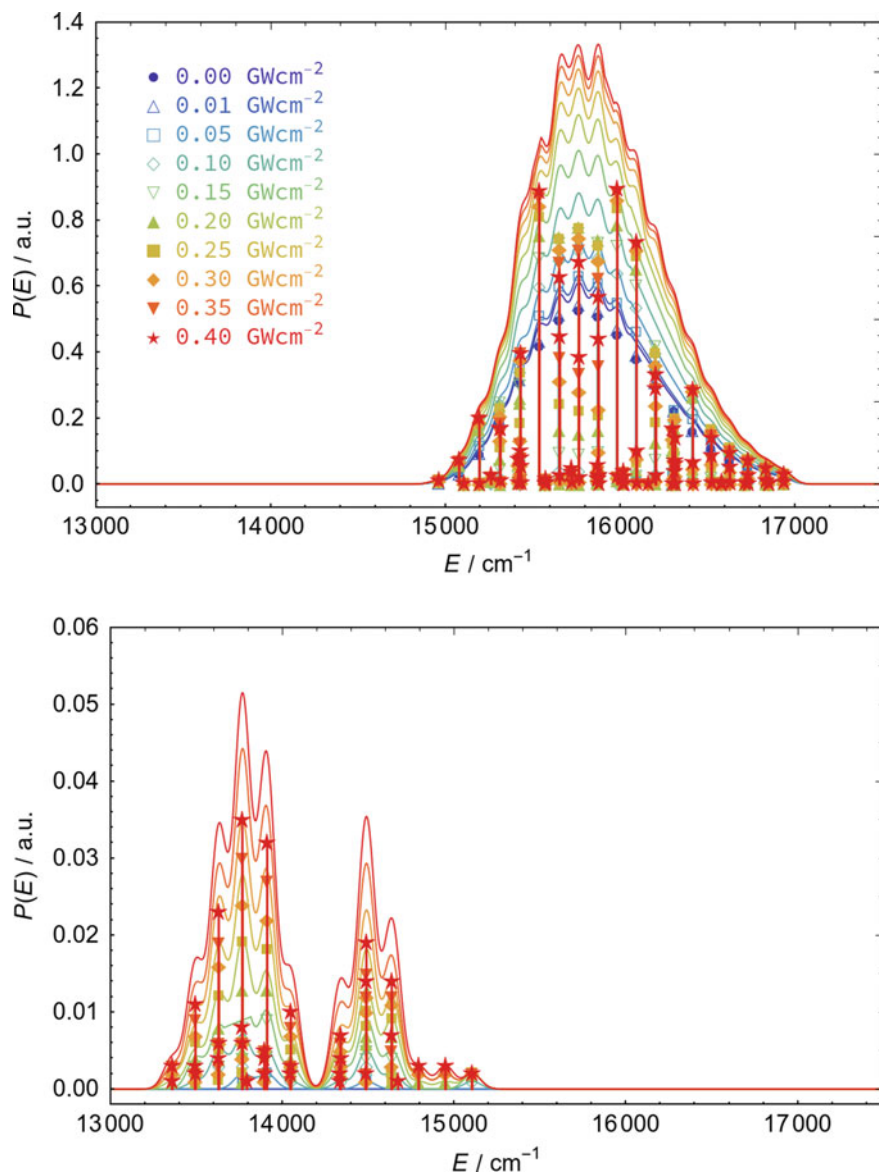 1.4
1.2
1.0
0.8
0.6
0.4
0.2
0.0
P(E) / a.u.
0.00 GWcm⁻²
0.01 GWcm⁻²
0.05 GWcm⁻²
0.10 GWcm⁻²
0.15 GWcm⁻²
0.20 GWcm⁻²
0.25 GWcm⁻²
0.30 GWcm⁻²
0.35 GWcm⁻²
0.40 GWcm⁻²
13000 14000 15000 16000 17000
E / cm⁻¹
0.06
0.05
0.04
0.03
0.02
0.01
0.00
P(E) / a.u.
13000 14000 15000 16000 17000
E / cm⁻¹